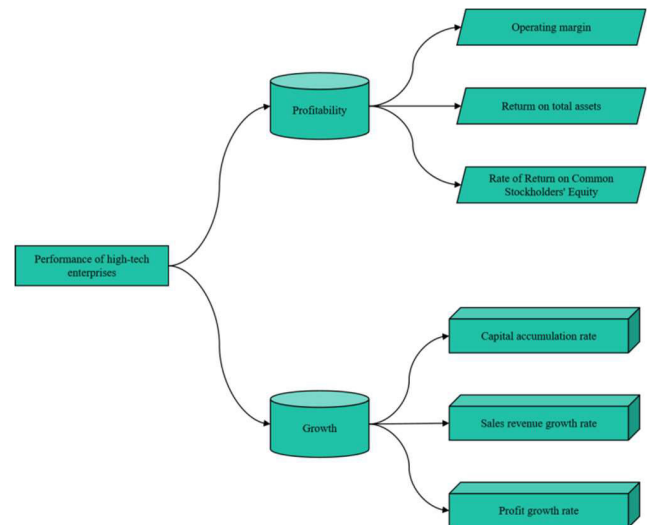 Operating margin
Profitability
Returm on total assets
Rate of Return on Common
Stockholders' Equity
Performance of high-tech
enterprises
Capital accumulation rate
Growth
Sales revenue growth rate
Profit growth rate